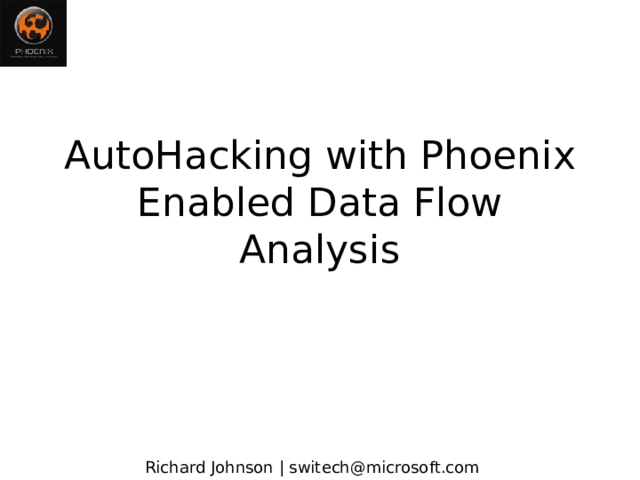 PHOENIX
AutoHacking with Phoenix
Enabled Data Flow
Analysis
Richard Johnson | switech@microsoft.com